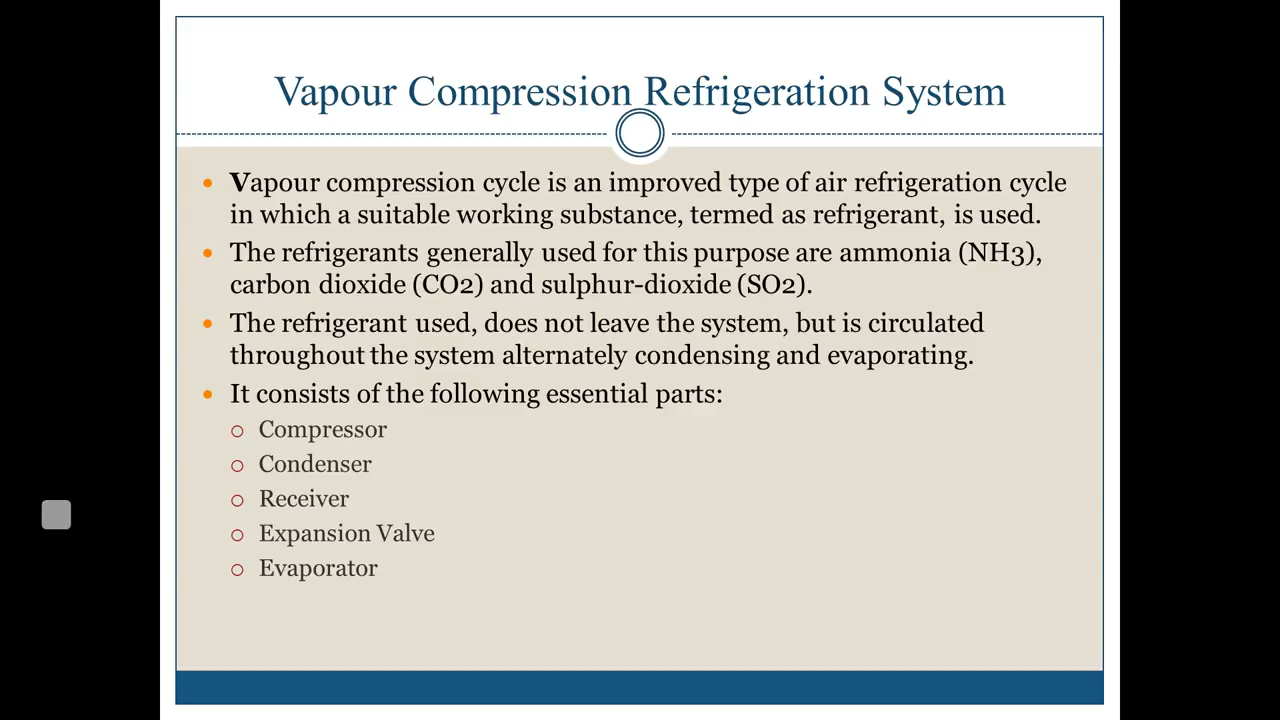 Vapour Compression Refrigeration System
Vapour compression cycle is an improved type of air refrigeration cycle
in which a suitable working substance, termed as refrigerant, is used.
The refrigerants generally used for this purpose are ammonia (NH3),
carbon dioxide (CO2) and sulphur-dioxide (SO2).
The refrigerant used, does not leave the system, but is circulated
throughout the system alternately condensing and evaporating.
It consists of the following essential parts:
Compressor
Condenser
Receiver
Expansion Valve
Evaporator